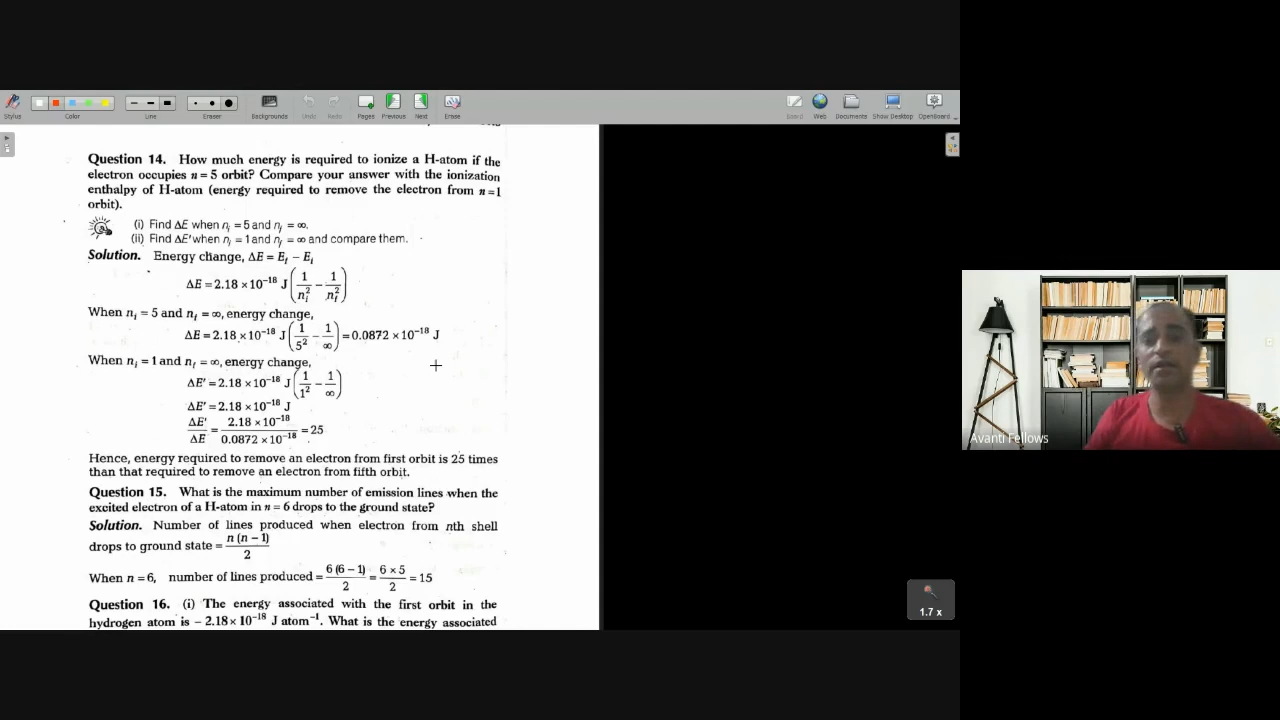 Stylus
Color
Line
Eraser
Backgrounds
Undo
Redo
Pages
Previous
Next
Erase
Board
Web
Documents
Show Desktop
OpenBoard
Question 14. How much energy is required to ionize a H-atom if the
electron occupies n = 5 orbit? Compare your answer with the ionization
enthalpy of H-atom (energy required to remove the electron from n = 1
orbit).
(i) Find ΔE when nᵢ = 5 and n_f = ∞.
(ii) Find ΔE' when nᵢ = 1 and n_f = ∞ and compare them.
Solution. Energy change, ΔE = E_f − Eᵢ
ΔE = 2.18 × 10⁻¹⁸ J (1/nᵢ² − 1/n_f²)
When nᵢ = 5 and n_f = ∞, energy change,
ΔE = 2.18 × 10⁻¹⁸ J (1/5² − 1/∞) = 0.0872 × 10⁻¹⁸ J
When nᵢ = 1 and n_f = ∞, energy change,
ΔE' = 2.18 × 10⁻¹⁸ J (1/1² − 1/∞)
ΔE' = 2.18 × 10⁻¹⁸ J
ΔE'/ΔE = 2.18 × 10⁻¹⁸/0.0872 × 10⁻¹⁸ = 25
Hence, energy required to remove an electron from first orbit is 25 times
than that required to remove an electron from fifth orbit.
Question 15. What is the maximum number of emission lines when the
excited electron of a H-atom in n = 6 drops to the ground state?
Solution. Number of lines produced when electron from nth shell
drops to ground state = n (n − 1)/2
When n = 6, number of lines produced = 6 (6 − 1)/2 = 6 × 5/2 = 15
Question 16. (i) The energy associated with the first orbit in the
hydrogen atom is − 2.18 × 10⁻¹⁸ J atom⁻¹. What is the energy associated
1.7 x
Avanti Fellows